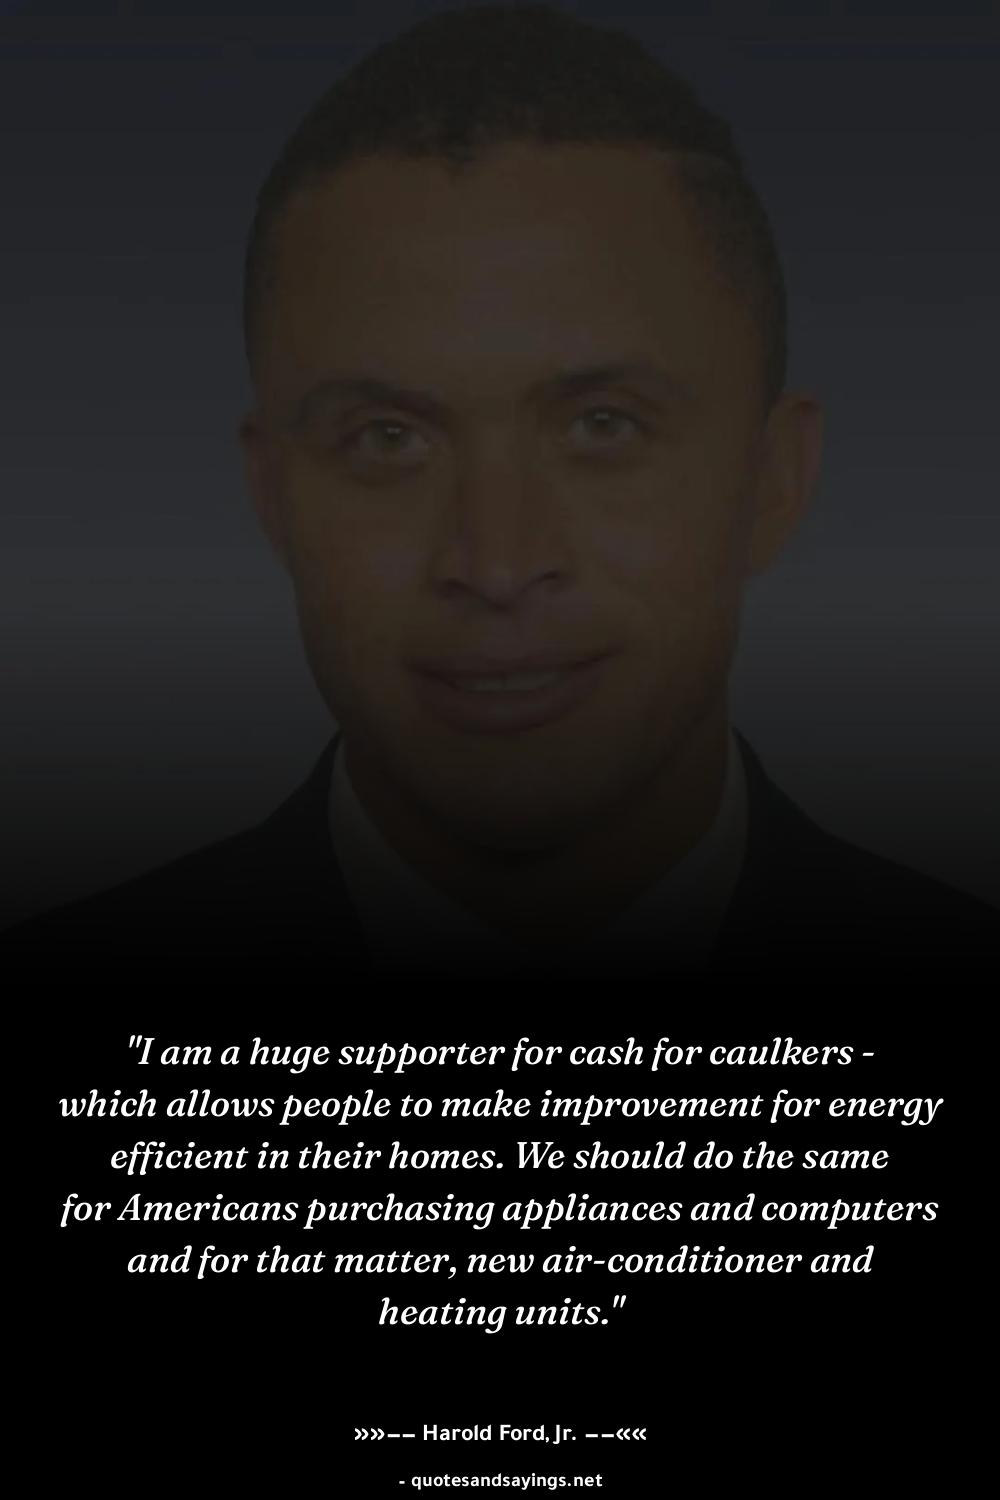 "I am a huge supporter for cash for caulkers -
which allows people to make improvement for energy
efficient in their homes. We should do the same
for Americans purchasing appliances and computers
and for that matter, new air-conditioner and
heating units."
»»–– Harold Ford, Jr. ––««
- quotesandsayings.net